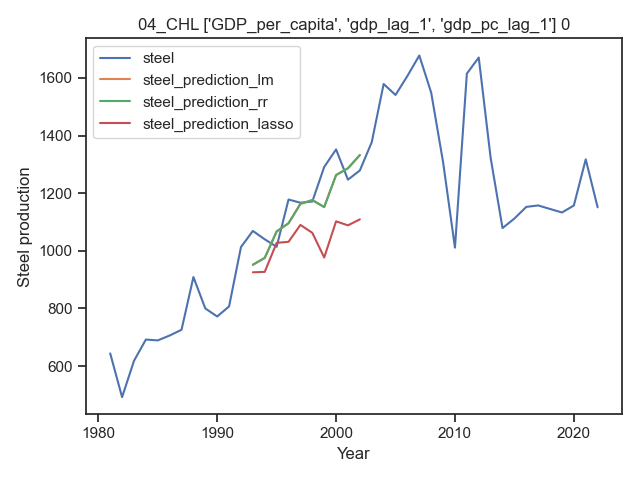 04_CHL ['GDP_per_capita', 'gdp_lag_1', 'gdp_pc_lag_1'] 0
steel
steel_prediction_lm
steel_prediction_rr
steel_prediction_lasso
Steel production
1600
1400
1200
1000
800
600
1980 1990 2000 2010 2020
Year